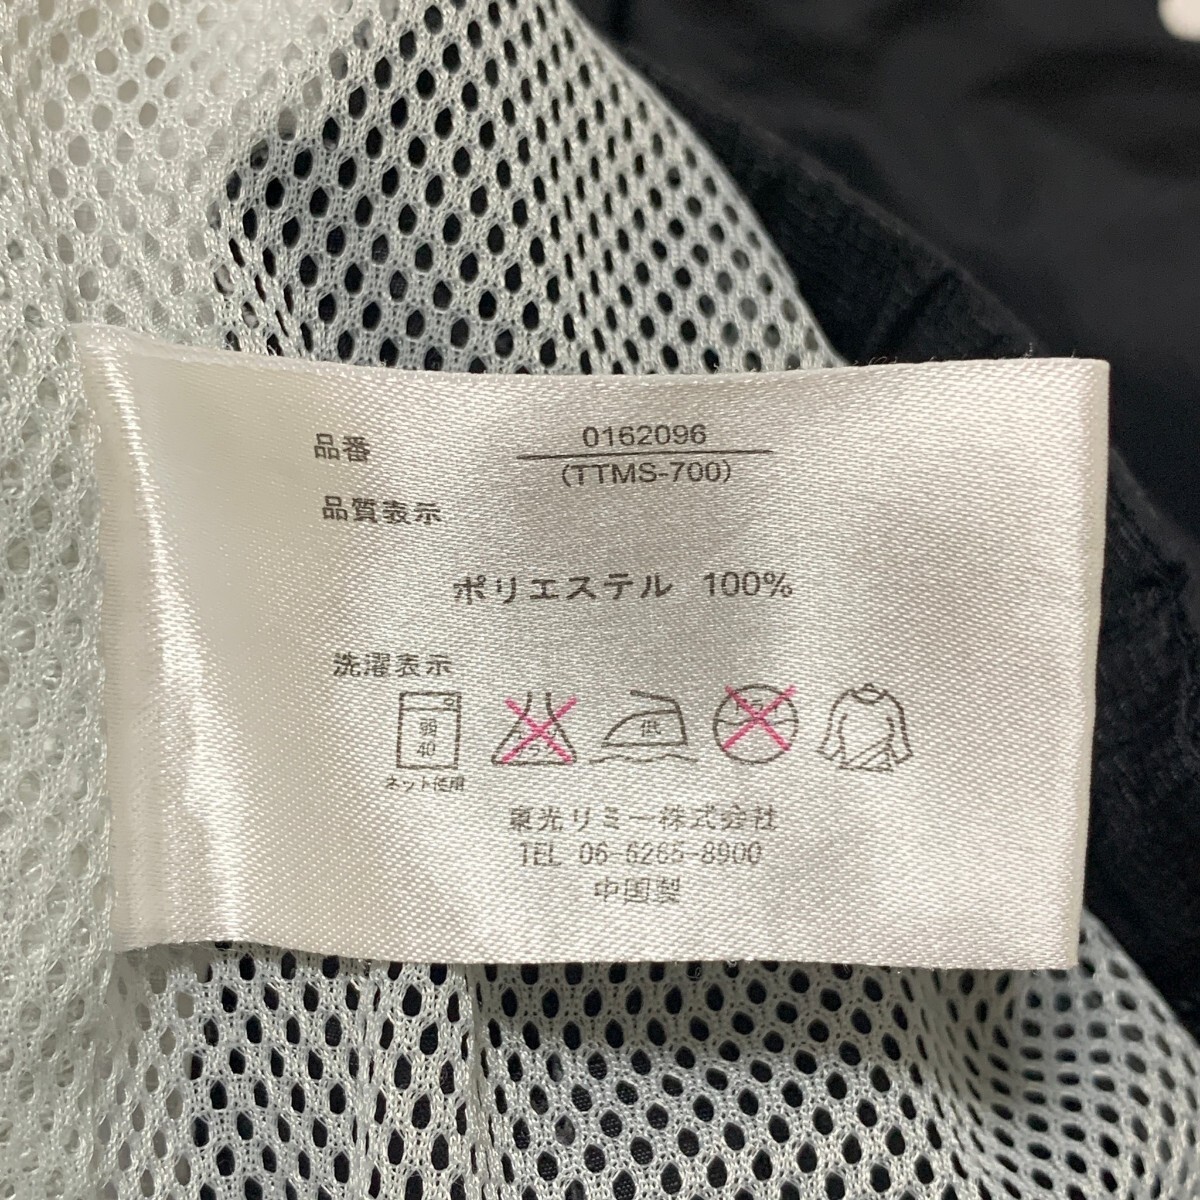 品番 0162096
(TTMS-700)
品質表示
ポリエステル 100%
洗濯表示
弱
40
低
ネット使用
東光リミー株式会社
TEL 06-6265-8900
中国製